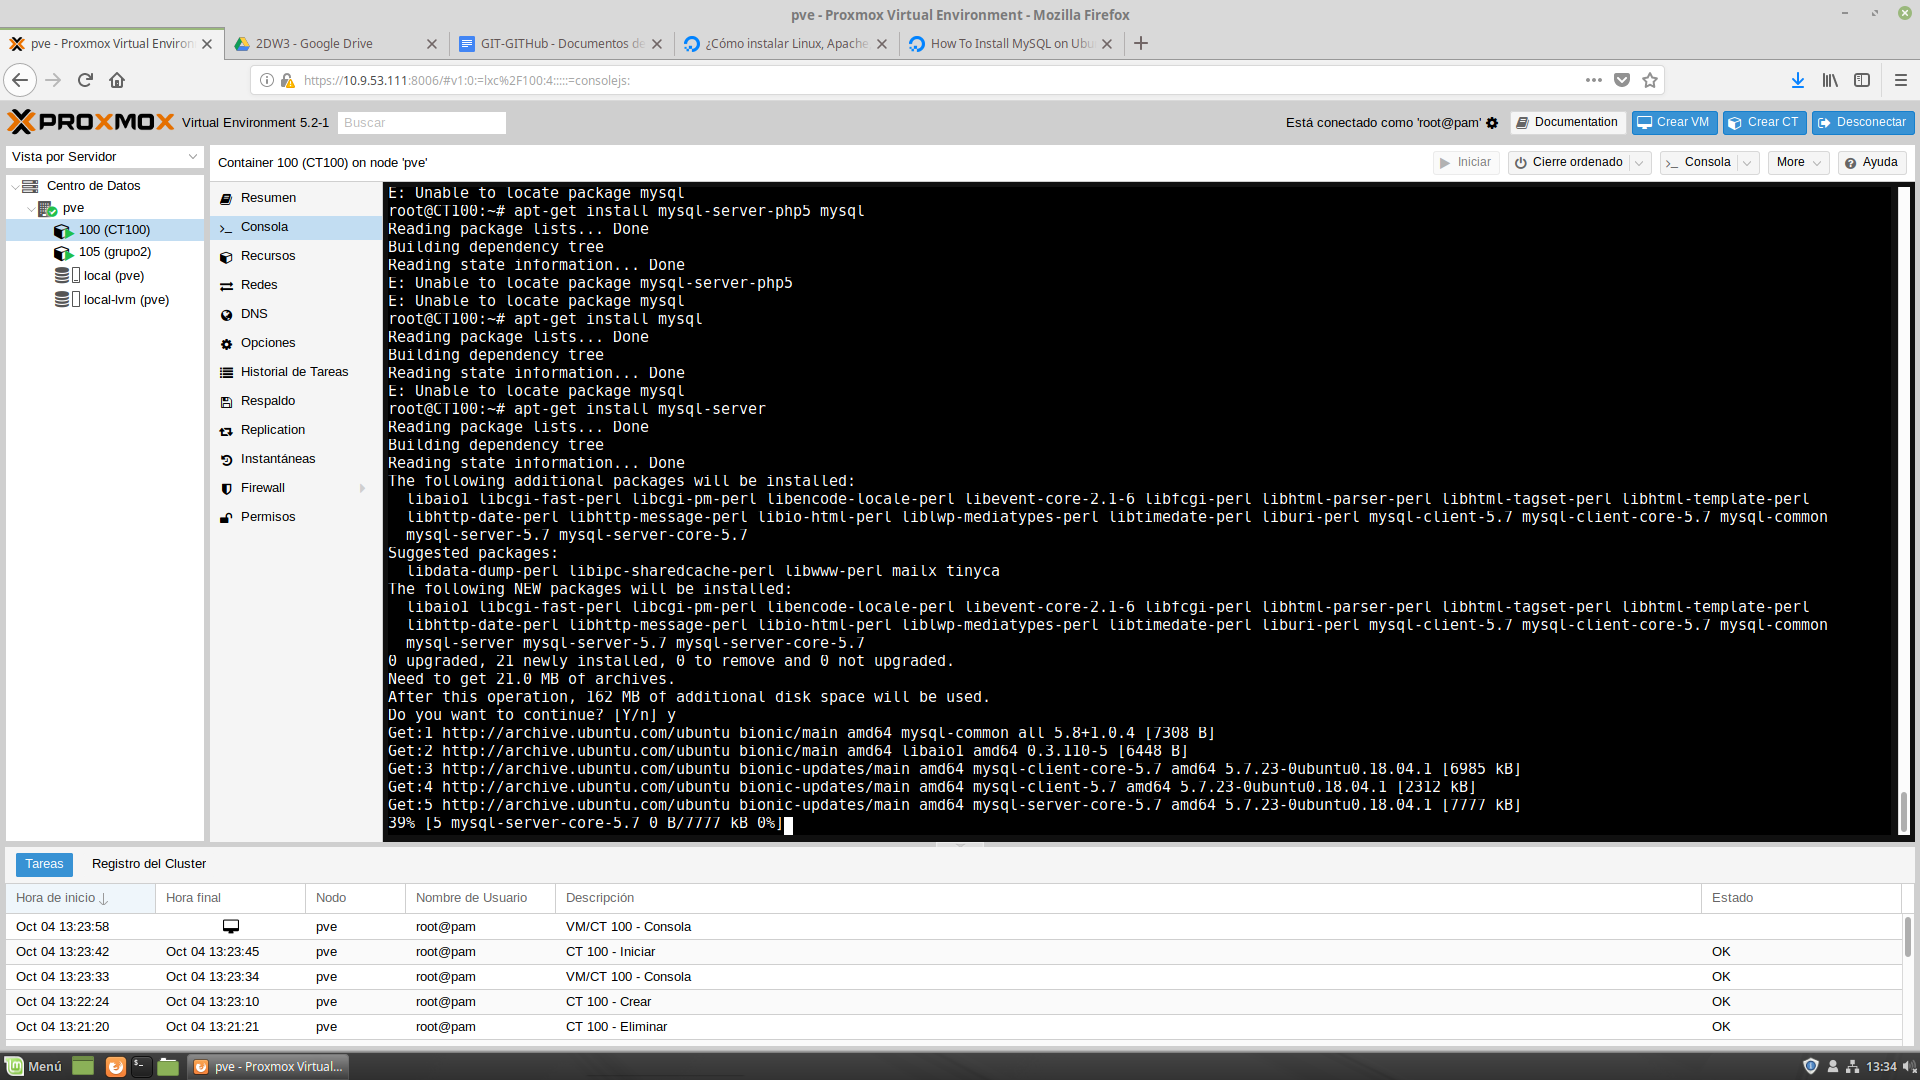 pve - Proxmox Virtual Environment - Mozilla Firefox
pve - Proxmox Virtual Environ
2DW3 - Google Drive
GIT-GITHub - Documentos de
¿Cómo instalar Linux, Apache
How To Install MySQL on Ubu
https://10.9.53.111:8006/#v1:0:=lxc%2F100:4:::::=consolejs:
PROXMOX Virtual Environment 5.2-1
Buscar
Está conectado como 'root@pam'
Documentation
Crear VM
Crear CT
Desconectar
Vista por Servidor
Container 100 (CT100) on node 'pve'
Iniciar
Cierre ordenado
Consola
More
Ayuda
Centro de Datos
pve
100 (CT100)
105 (grupo2)
local (pve)
local-lvm (pve)
Resumen
Consola
Recursos
Redes
DNS
Opciones
Historial de Tareas
Respaldo
Replication
Instantáneas
Firewall
Permisos
E: Unable to locate package mysql
root@CT100:~# apt-get install mysql-server-php5 mysql
Reading package lists... Done
Building dependency tree
Reading state information... Done
E: Unable to locate package mysql-server-php5
E: Unable to locate package mysql
root@CT100:~# apt-get install mysql
Reading package lists... Done
Building dependency tree
Reading state information... Done
E: Unable to locate package mysql
root@CT100:~# apt-get install mysql-server
Reading package lists... Done
Building dependency tree
Reading state information... Done
The following additional packages will be installed:
libaio1 libcgi-fast-perl libcgi-pm-perl libencode-locale-perl libevent-core-2.1-6 libfcgi-perl libhtml-parser-perl libhtml-tagset-perl libhtml-template-perl
libhttp-date-perl libhttp-message-perl libio-html-perl liblwp-mediatypes-perl libtimedate-perl liburi-perl mysql-client-5.7 mysql-client-core-5.7 mysql-common
mysql-server-5.7 mysql-server-core-5.7
Suggested packages:
libdata-dump-perl libipc-sharedcache-perl libwww-perl mailx tinyca
The following NEW packages will be installed:
libaio1 libcgi-fast-perl libcgi-pm-perl libencode-locale-perl libevent-core-2.1-6 libfcgi-perl libhtml-parser-perl libhtml-tagset-perl libhtml-template-perl
libhttp-date-perl libhttp-message-perl libio-html-perl liblwp-mediatypes-perl libtimedate-perl liburi-perl mysql-client-5.7 mysql-client-core-5.7 mysql-common
mysql-server mysql-server-5.7 mysql-server-core-5.7
0 upgraded, 21 newly installed, 0 to remove and 0 not upgraded.
Need to get 21.0 MB of archives.
After this operation, 162 MB of additional disk space will be used.
Do you want to continue? [Y/n] y
Get:1 http://archive.ubuntu.com/ubuntu bionic/main amd64 mysql-common all 5.8+1.0.4 [7308 B]
Get:2 http://archive.ubuntu.com/ubuntu bionic/main amd64 libaio1 amd64 0.3.110-5 [6448 B]
Get:3 http://archive.ubuntu.com/ubuntu bionic-updates/main amd64 mysql-client-core-5.7 amd64 5.7.23-0ubuntu0.18.04.1 [6985 kB]
Get:4 http://archive.ubuntu.com/ubuntu bionic-updates/main amd64 mysql-client-5.7 amd64 5.7.23-0ubuntu0.18.04.1 [2312 kB]
Get:5 http://archive.ubuntu.com/ubuntu bionic-updates/main amd64 mysql-server-core-5.7 amd64 5.7.23-0ubuntu0.18.04.1 [7777 kB]
39% [5 mysql-server-core-5.7 0 B/7777 kB 0%]
Tareas
Registro del Cluster
Hora de inicio
Hora final
Nodo
Nombre de Usuario
Descripción
Estado
Oct 04 13:23:58 pve root@pam VM/CT 100 - Consola
Oct 04 13:23:42 Oct 04 13:23:45 pve root@pam CT 100 - Iniciar OK
Oct 04 13:23:33 Oct 04 13:23:34 pve root@pam VM/CT 100 - Consola OK
Oct 04 13:22:24 Oct 04 13:23:10 pve root@pam CT 100 - Crear OK
Oct 04 13:21:20 Oct 04 13:21:21 pve root@pam CT 100 - Eliminar OK
Menú
pve - Proxmox Virtual...
13:34